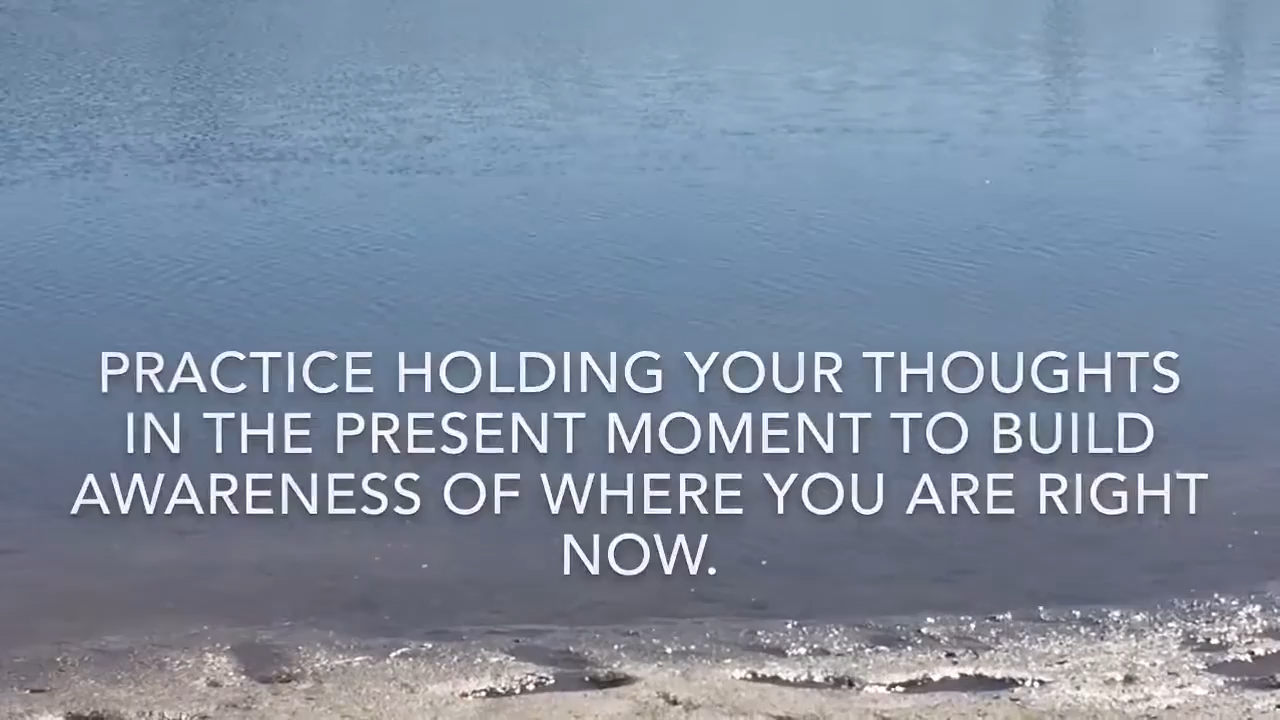 PRACTICE HOLDING YOUR THOUGHTS
IN THE PRESENT MOMENT TO BUILD
AWARENESS OF WHERE YOU ARE RIGHT
NOW.